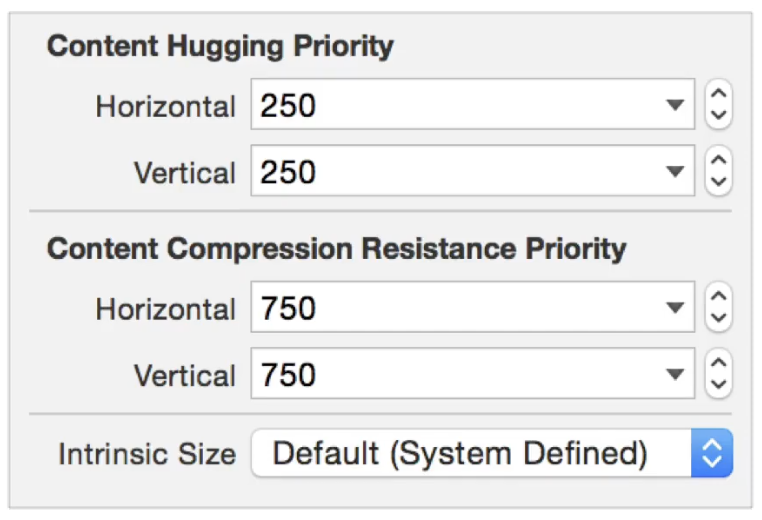 Content Hugging Priority
Horizontal 250
Vertical 250
Content Compression Resistance Priority
Horizontal 750
Vertical 750
Intrinsic Size Default (System Defined)